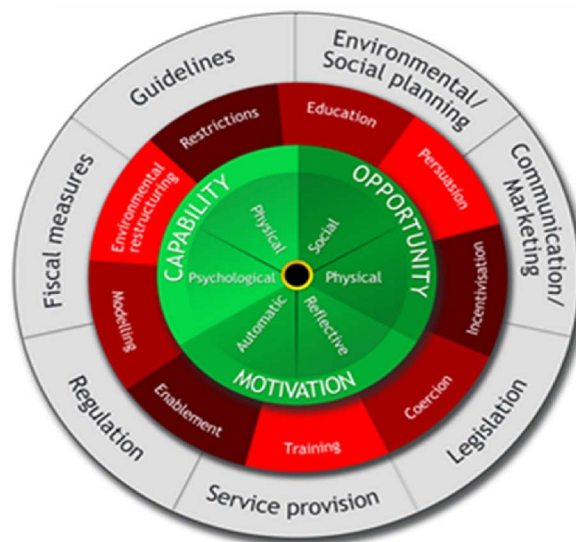 Guidelines
Environmental/
Social planning
Communication/
Marketing
Legislation
Service provision
Regulation
Fiscal measures
Restrictions
Education
Persuasion
Incentivisation
Coercion
Training
Enablement
Modelling
Environmental
restructuring
CAPABILITY
OPPORTUNITY
MOTIVATION
Physical
Social
Psychological
Physical
Automatic
Reflective